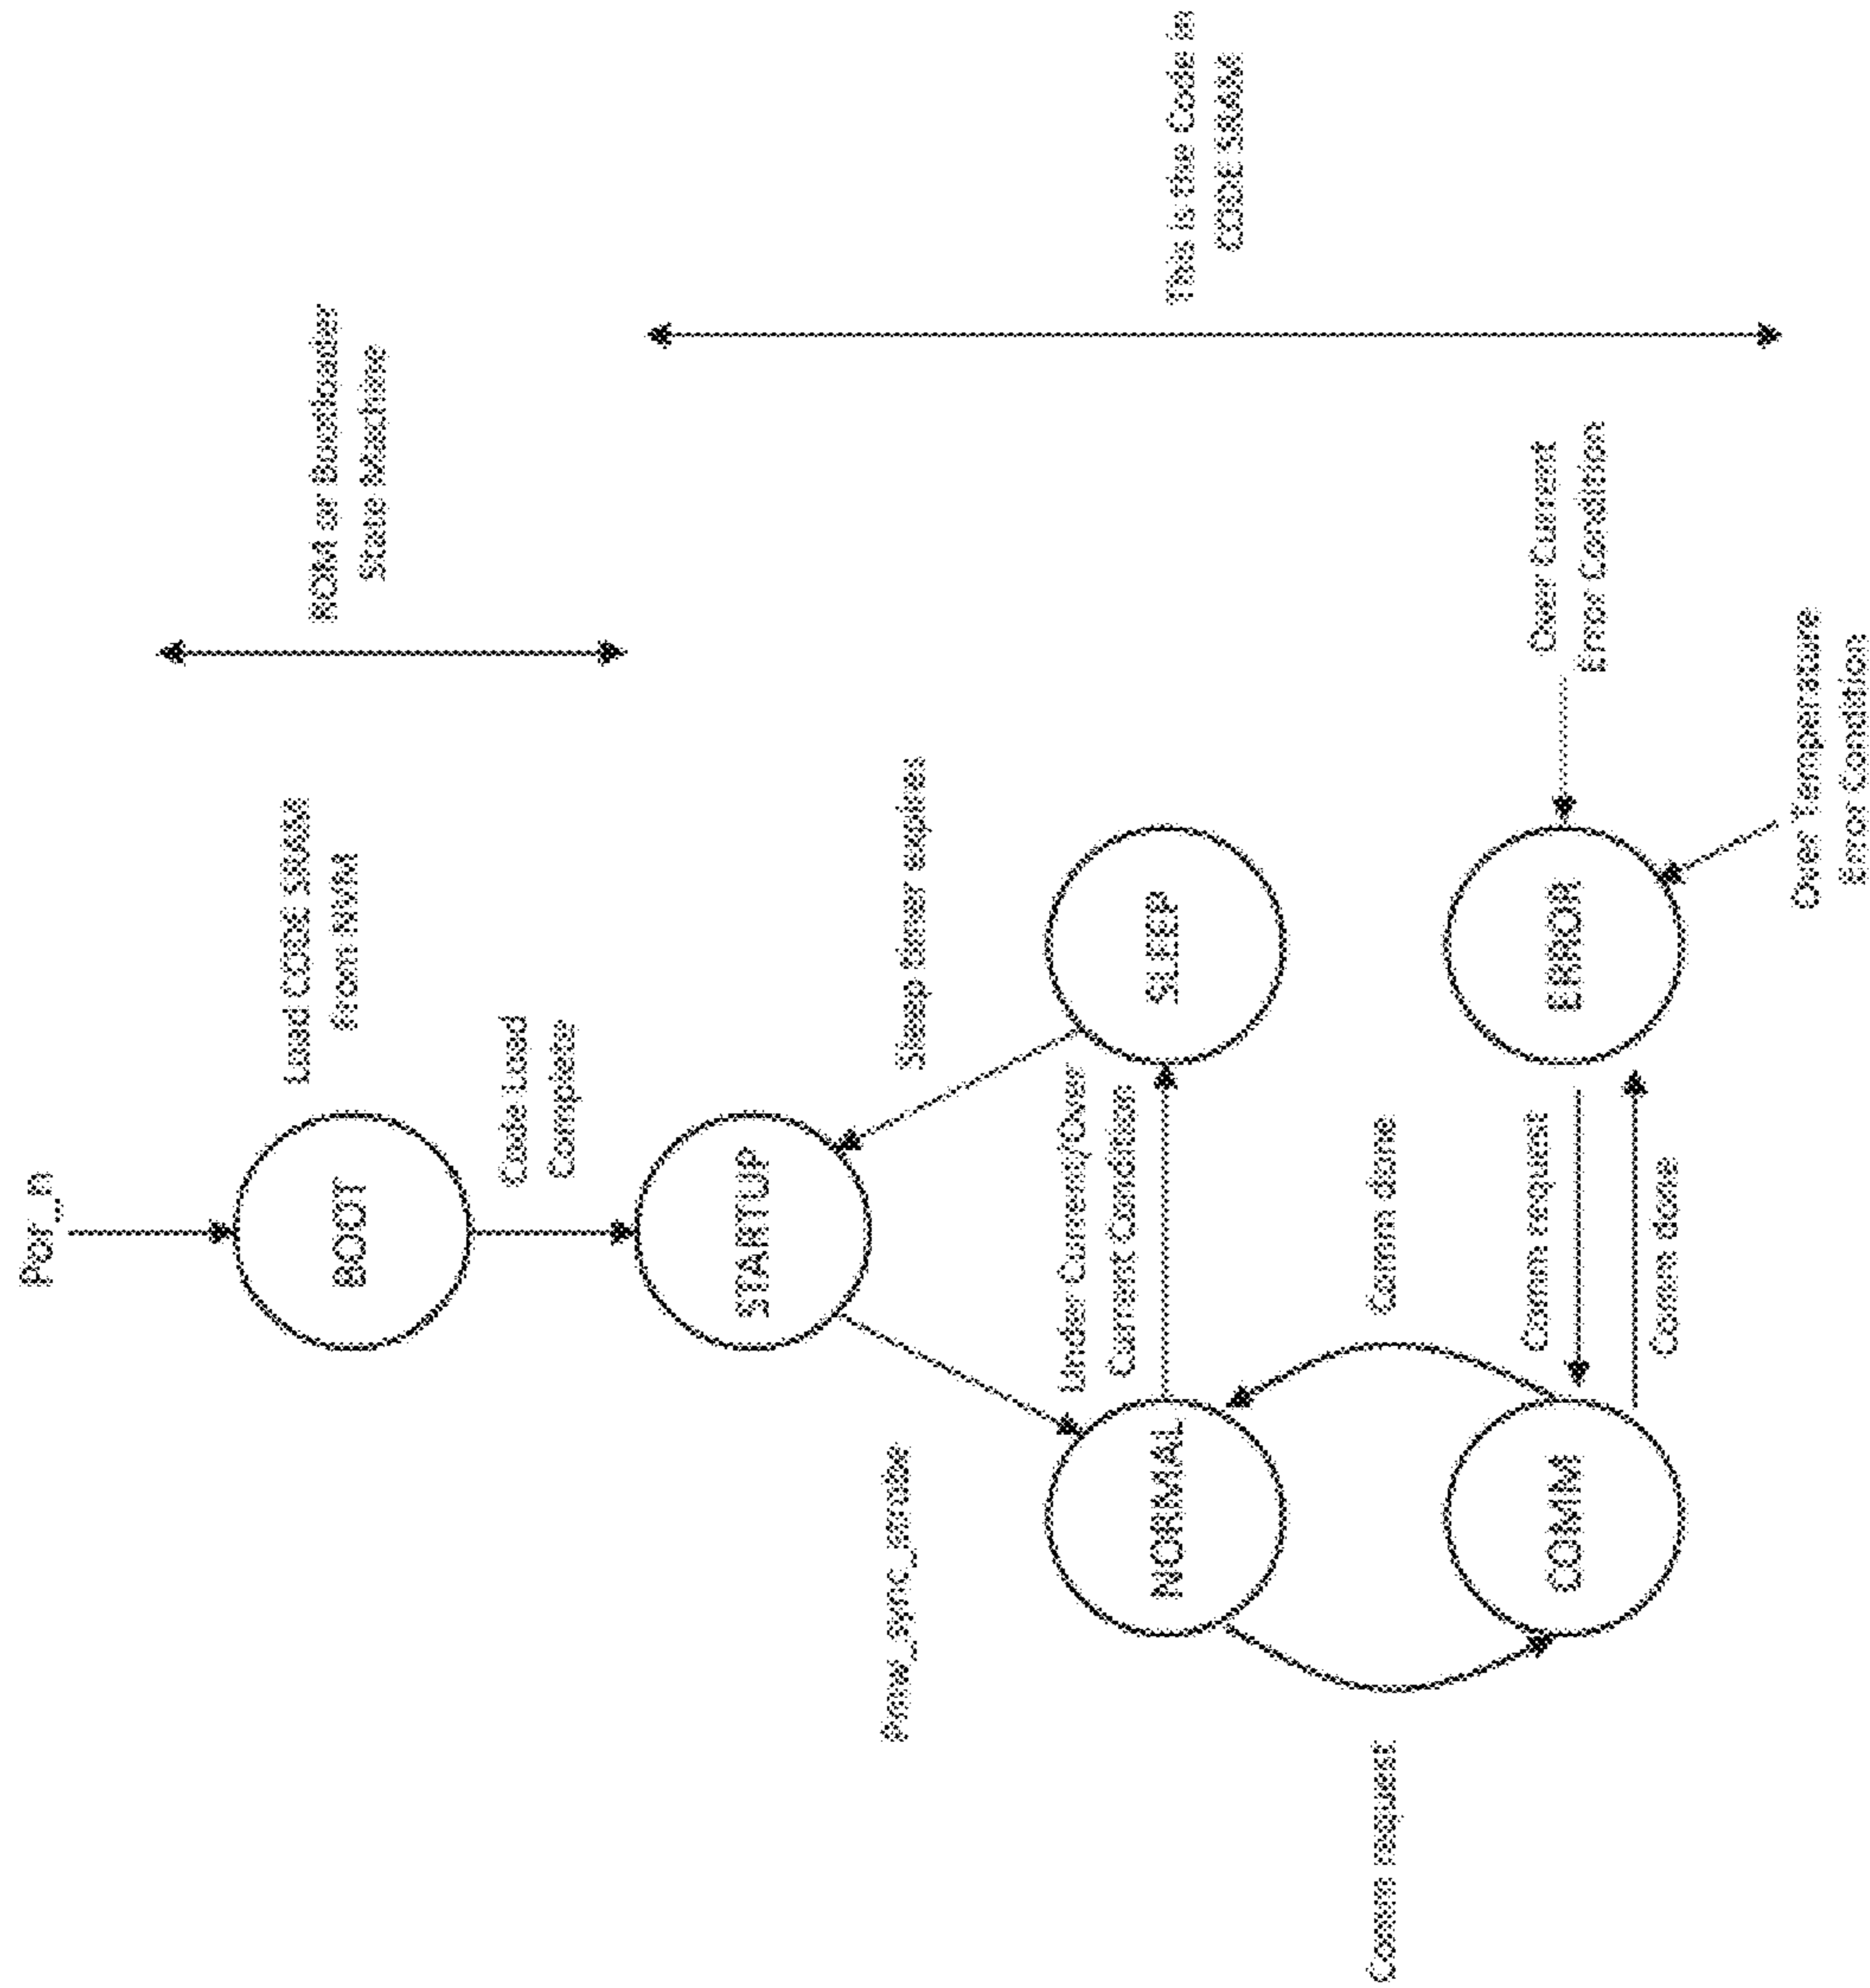 Por_n
BOOT
Load CODE SRAM
From NVM
ROM or Bootloader
State Machine
Code Load
Complete
STARTUP
Sleep timer expires
Under Current/Over
Current Condition
NORMAL
SLEEP
This is the Code in
CODE SRAM
Comm request
Comm done
COMM
Comm request
Comm done
ERROR
Over Current
Error Condition
Over Temperature
Error Condition